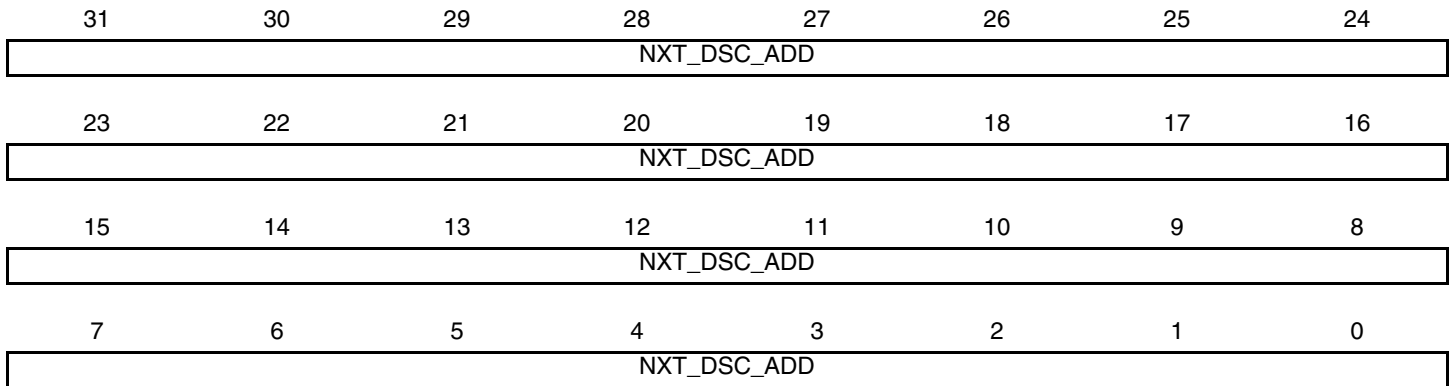 31 30 29 28 27 26 25 24
NXT_DSC_ADD
23 22 21 20 19 18 17 16
NXT_DSC_ADD
15 14 13 12 11 10 9 8
NXT_DSC_ADD
7 6 5 4 3 2 1 0
NXT_DSC_ADD